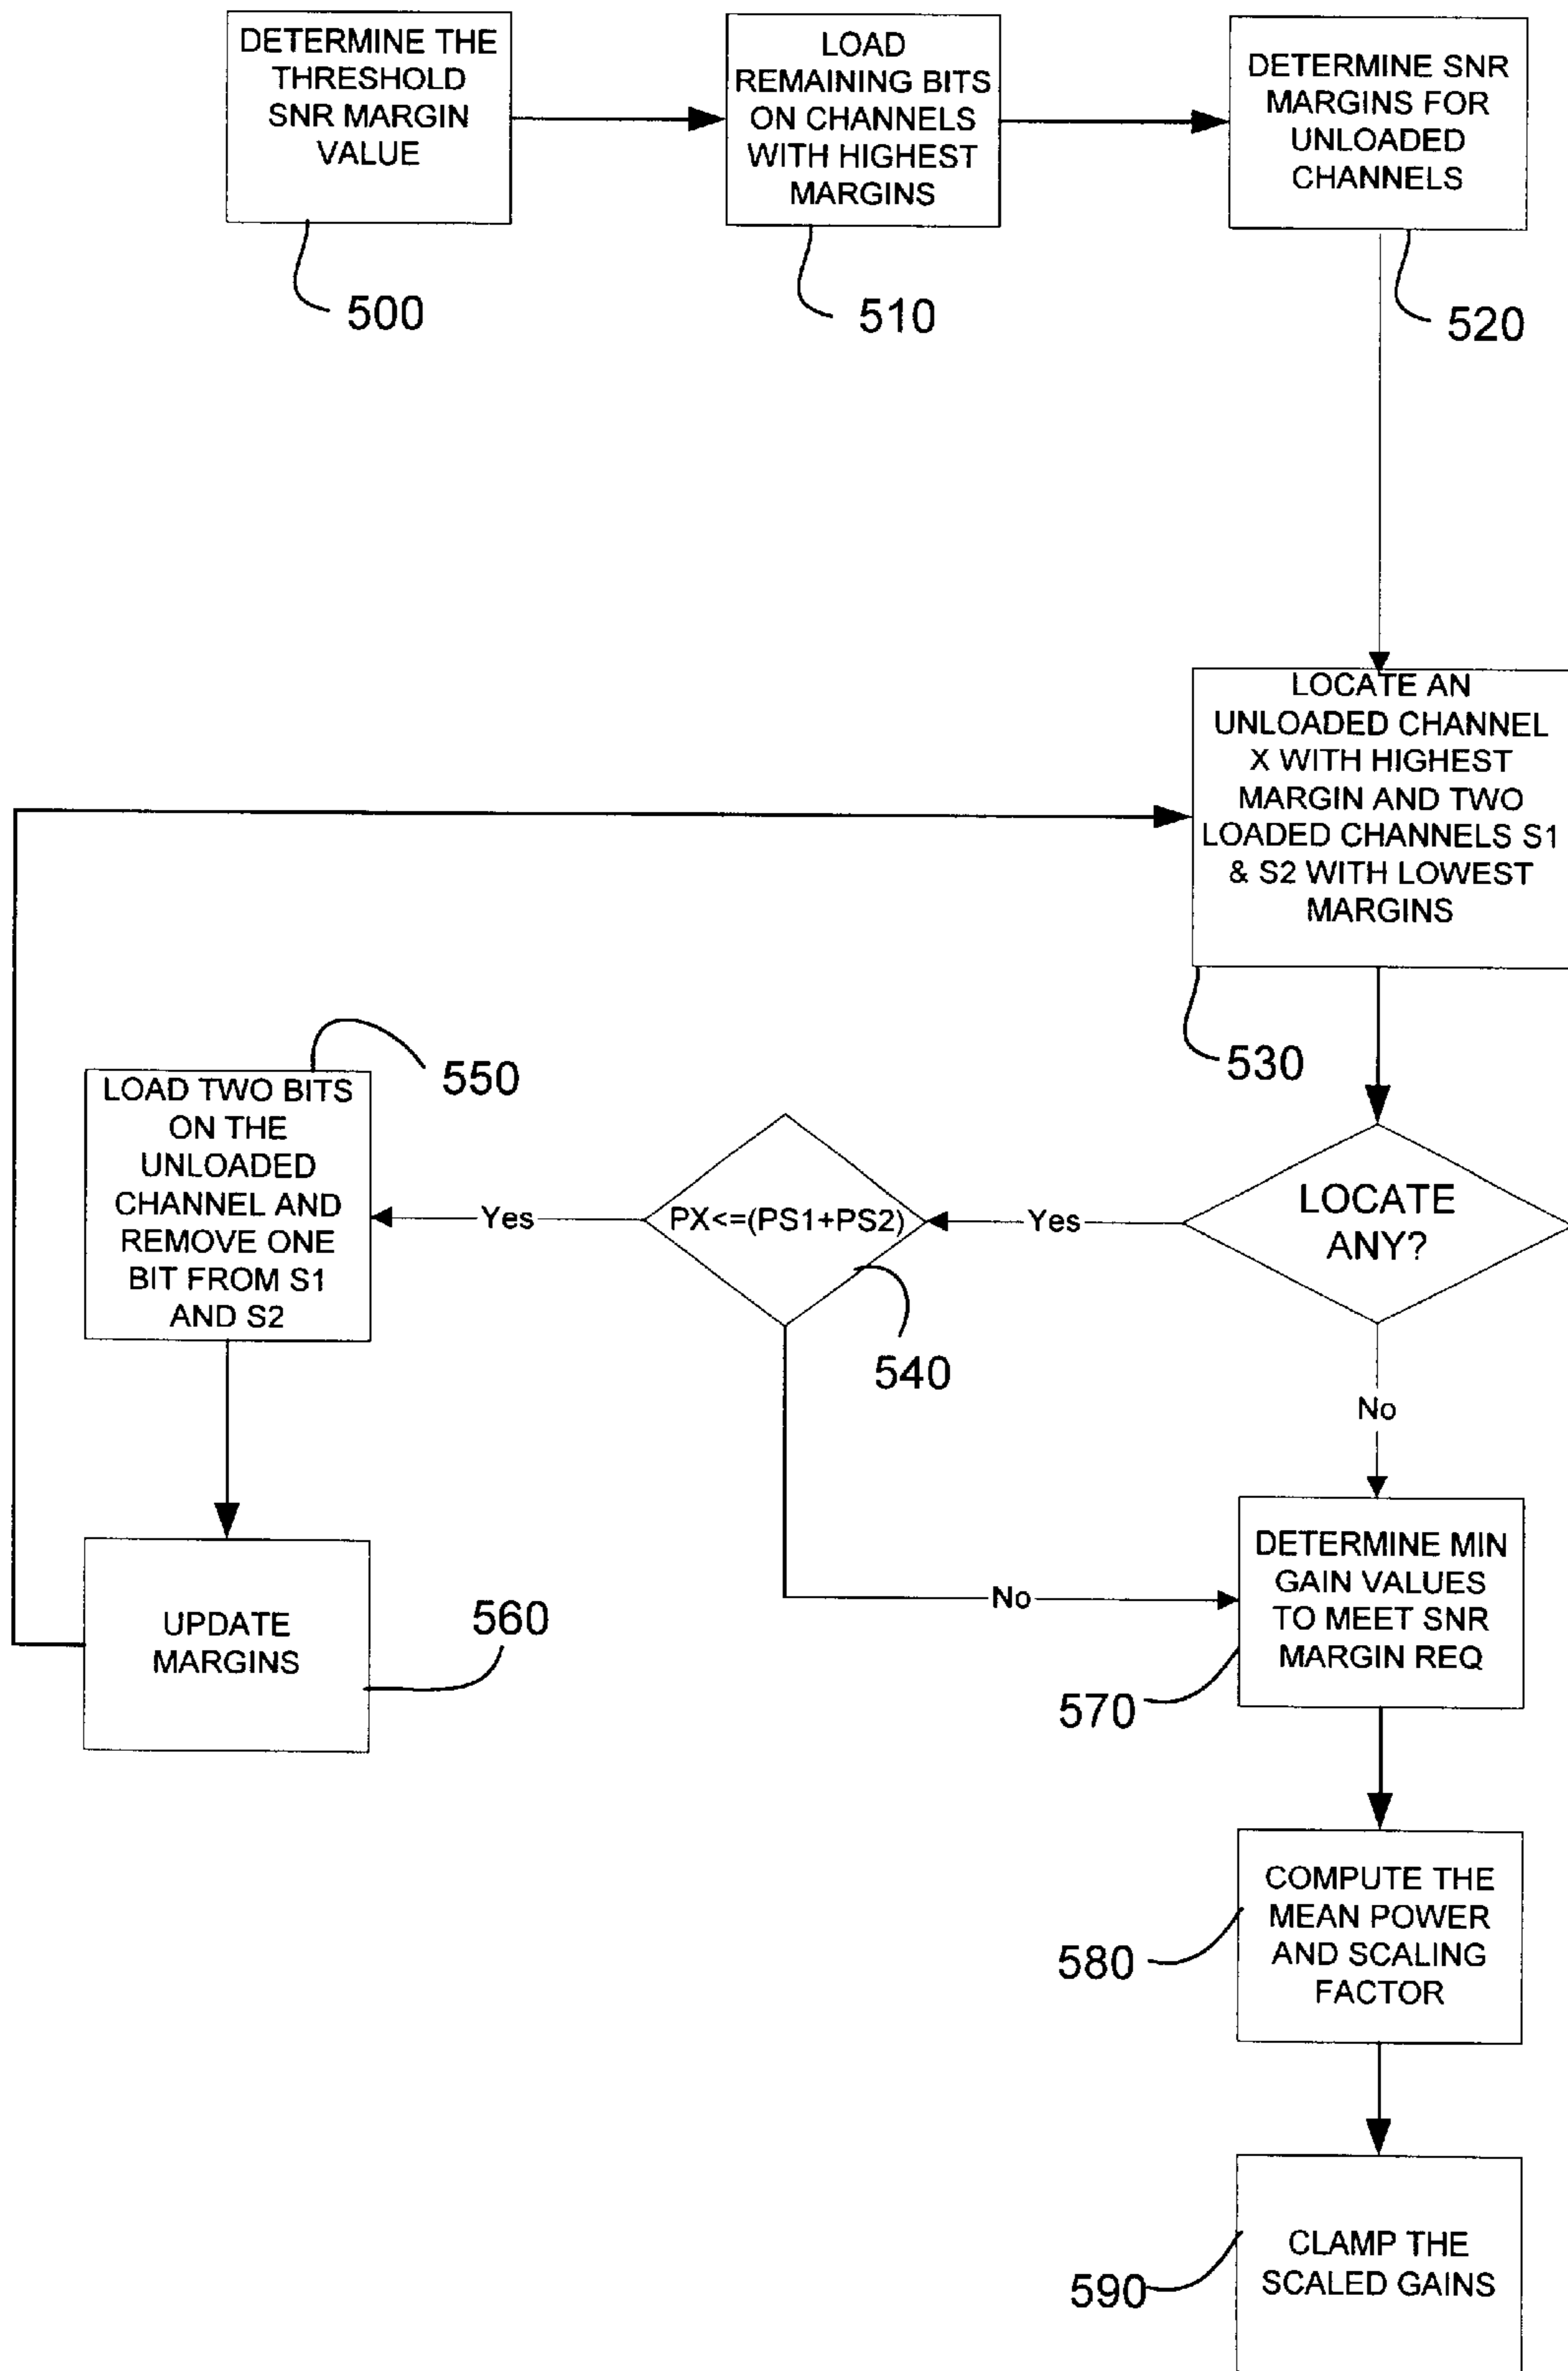 DETERMINE THE
THRESHOLD
SNR MARGIN
VALUE
500
LOAD
REMAINING BITS
ON CHANNELS
WITH HIGHEST
MARGINS
510
DETERMINE SNR
MARGINS FOR
UNLOADED
CHANNELS
520
LOCATE AN
UNLOADED CHANNEL
X WITH HIGHEST
MARGIN AND TWO
LOADED CHANNELS S1
& S2 WITH LOWEST
MARGINS
530
LOCATE
ANY?
Yes
PX<=(PS1+PS2)
540
Yes
LOAD TWO BITS
ON THE
UNLOADED
CHANNEL AND
REMOVE ONE
BIT FROM S1
AND S2
550
UPDATE
MARGINS
560
No
No
DETERMINE MIN
GAIN VALUES
TO MEET SNR
MARGIN REQ
570
COMPUTE THE
MEAN POWER
AND SCALING
FACTOR
580
CLAMP THE
SCALED GAINS
590